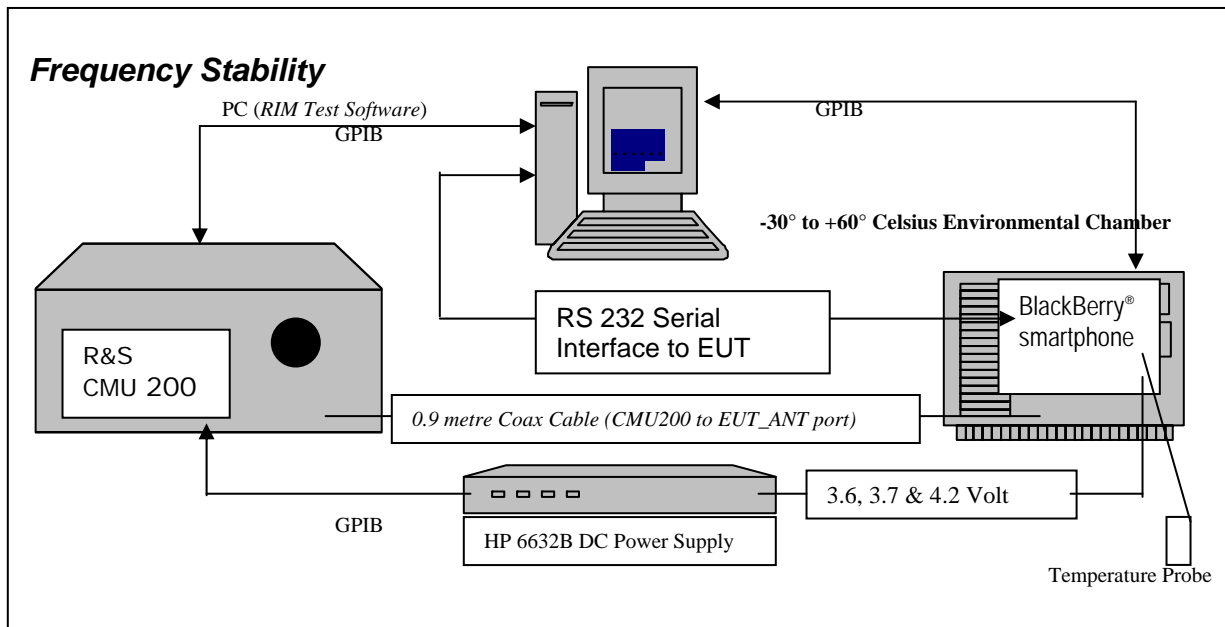 Frequency Stability
PC (RIM Test Software)
GPIB
GPIB
-30° to +60° Celsius Environmental Chamber
RS 232 Serial
Interface to EUT
BlackBerry®
smartphone
R&S
CMU 200
0.9 metre Coax Cable (CMU200 to EUT_ANT port)
3.6, 3.7 & 4.2 Volt
GPIB
HP 6632B DC Power Supply
Temperature Probe